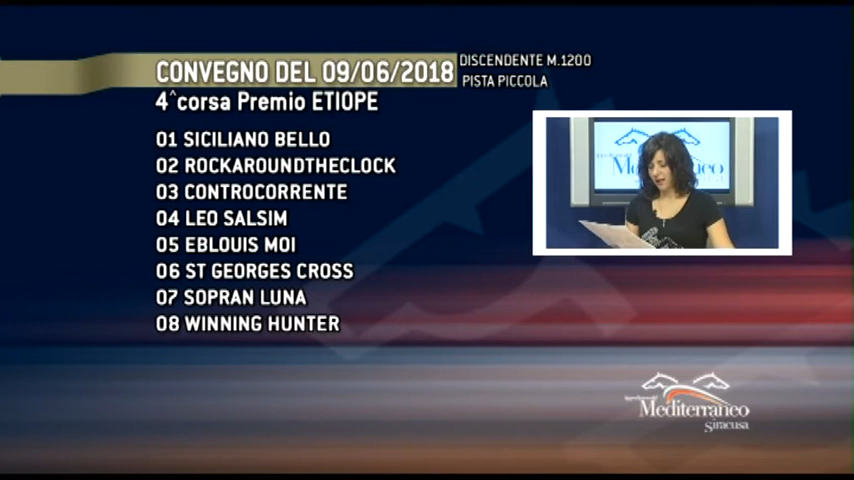 CONVEGNO DEL 09/06/2018
DISCENDENTE M.1200
PISTA PICCOLA
4^corsa Premio ETIOPE
01 SICILIANO BELLO
02 ROCKAROUNDTHECLOCK
03 CONTROCORRENTE
04 LEO SALSIM
05 EBLOUIS MOI
06 ST GEORGES CROSS
07 SOPRAN LUNA
08 WINNING HUNTER
Mediterraneo
Siracusa